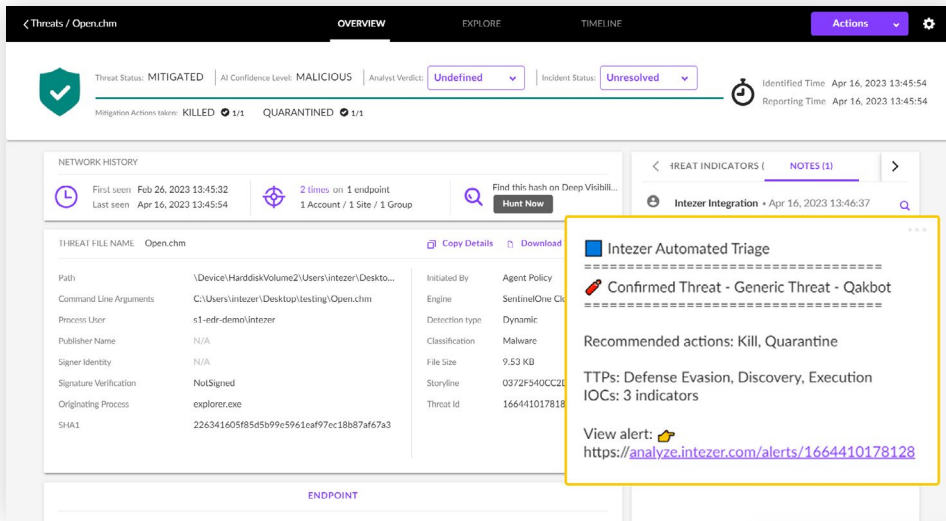 Threats / Open.chm
OVERVIEW
EXPLORE
TIMELINE
Actions
Threat Status: MITIGATED
AI Confidence Level: MALICIOUS
Analyst Verdict: Undefined
Incident Status: Unresolved
Identified Time Apr 16, 2023 13:45:54
Reporting Time Apr 16, 2023 13:45:54
Mitigation Actions taken: KILLED 1/1 QUARANTINED 1/1
NETWORK HISTORY
First seen Feb 26, 2023 13:45:32
Last seen Apr 16, 2023 13:45:54
2 times on 1 endpoint
1 Account / 1 Site / 1 Group
Find this hash on Deep Visibili...
Hunt Now
HREAT INDICATORS (
NOTES (1)
Intezer Integration • Apr 16, 2023 13:46:37
THREAT FILE NAME Open.chm
Copy Details
Download
Path \Device\HarddiskVolume2\Users\intezer\Deskto...
Command Line Arguments C:\Users\intezer\Desktop\testing\Open.chm
Process User s1-edr-demo\intezer
Publisher Name N/A
Signer Identity N/A
Signature Verification NotSigned
Originating Process explorer.exe
SHA1 226341605f85d5b99e5961eaf97ec18b87af67a3
Initiated By Agent Policy
Engine SentinelOne Clo
Detection type Dynamic
Classification Malware
File Size 9.53 KB
Storyline 0372F540CC2D
Threat Id 166441017818
Intezer Automated Triage
===================================
Confirmed Threat - Generic Threat - Qakbot
===================================
Recommended actions: Kill, Quarantine
TTPs: Defense Evasion, Discovery, Execution
IOCs: 3 indicators
View alert:
https://analyze.intezer.com/alerts/1664410178128
ENDPOINT